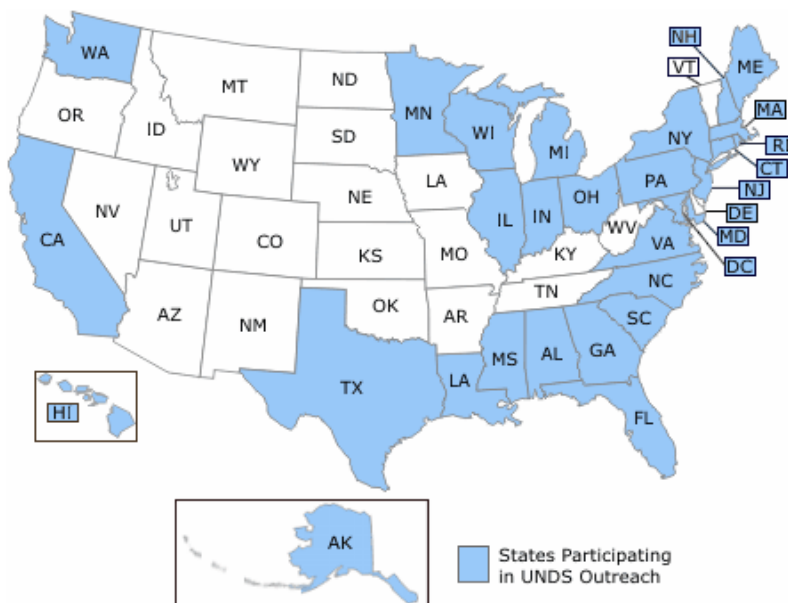 NH
WA
VT
ME
MT
ND
MN
OR
MA
ID
SD
WI
NY
RI
WY
MI
CT
LA
PA
NE
NJ
NV
OH
IL
IN
DE
UT
WV
CA
CO
MD
VA
KS
MO
KY
DC
NC
TN
OK
AZ
NM
AR
SC
MS
AL
GA
TX
LA
HI
FL
AK
States Participating
in UNDS Outreach